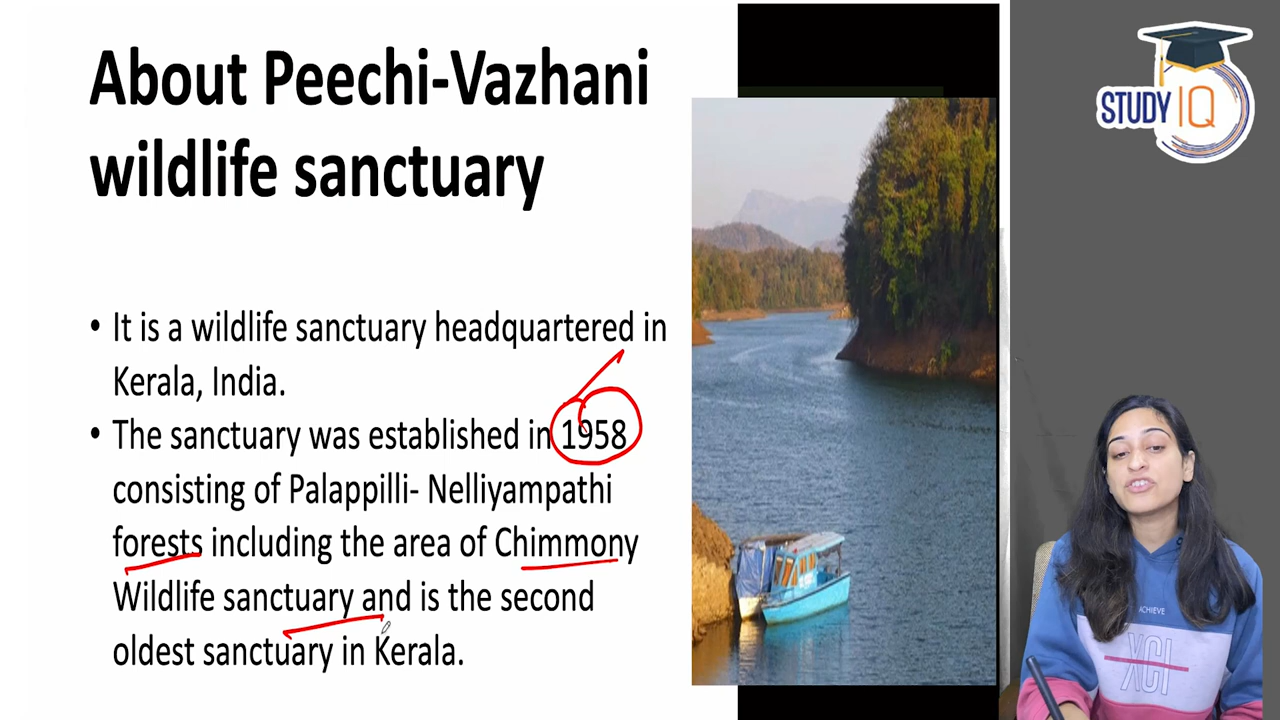 About Peechi-Vazhani
wildlife sanctuary
• It is a wildlife sanctuary headquartered in
Kerala, India.
• The sanctuary was established in 1958
consisting of Palappilli- Nelliyampathi
forests including the area of Chimmony
Wildlife sanctuary and is the second
oldest sanctuary in Kerala.
STUDY IQ
ACHIEVE
XCI